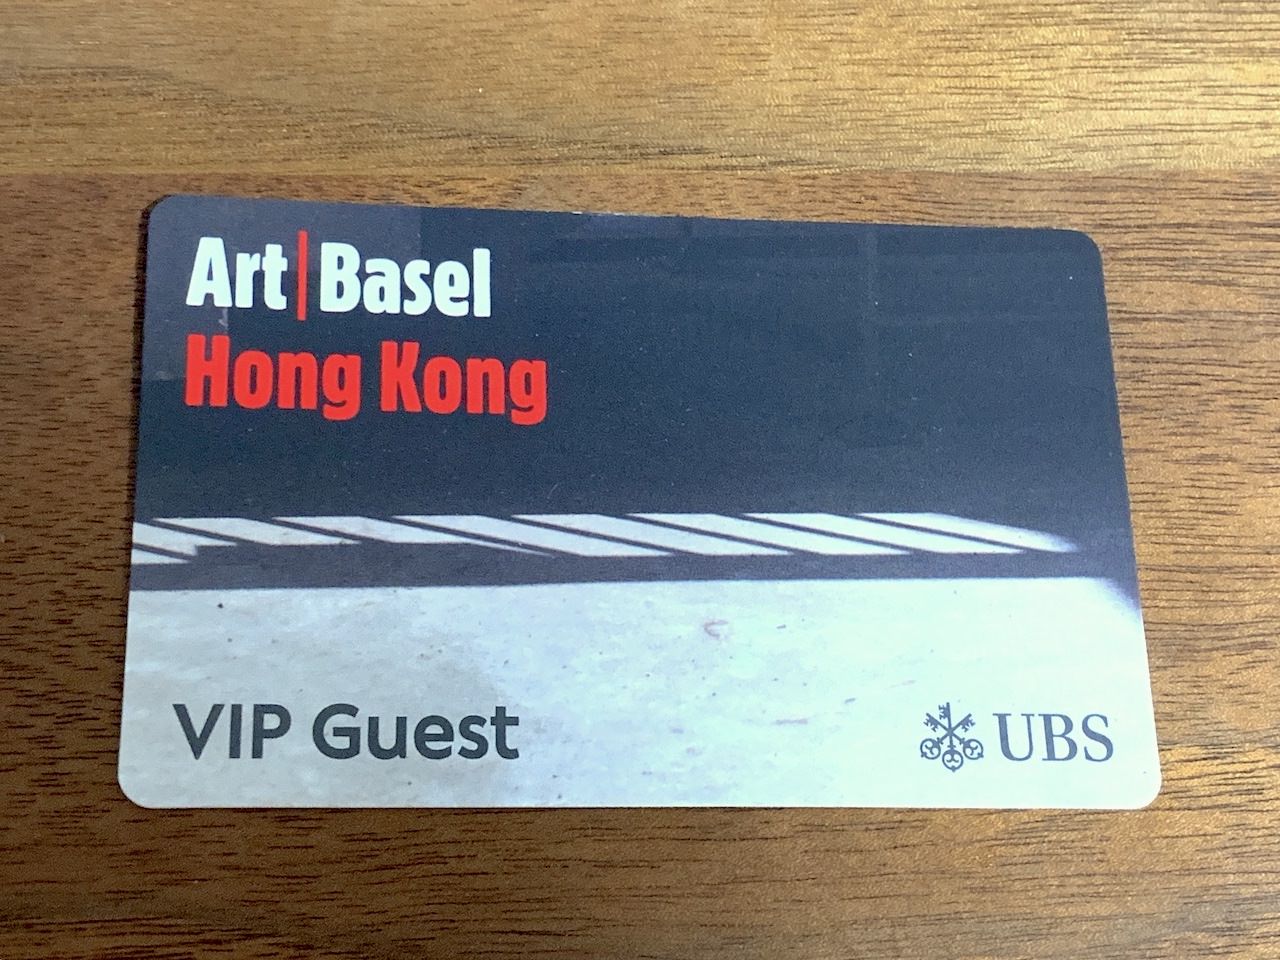 Art|Basel
Hong Kong
VIP Guest
UBS